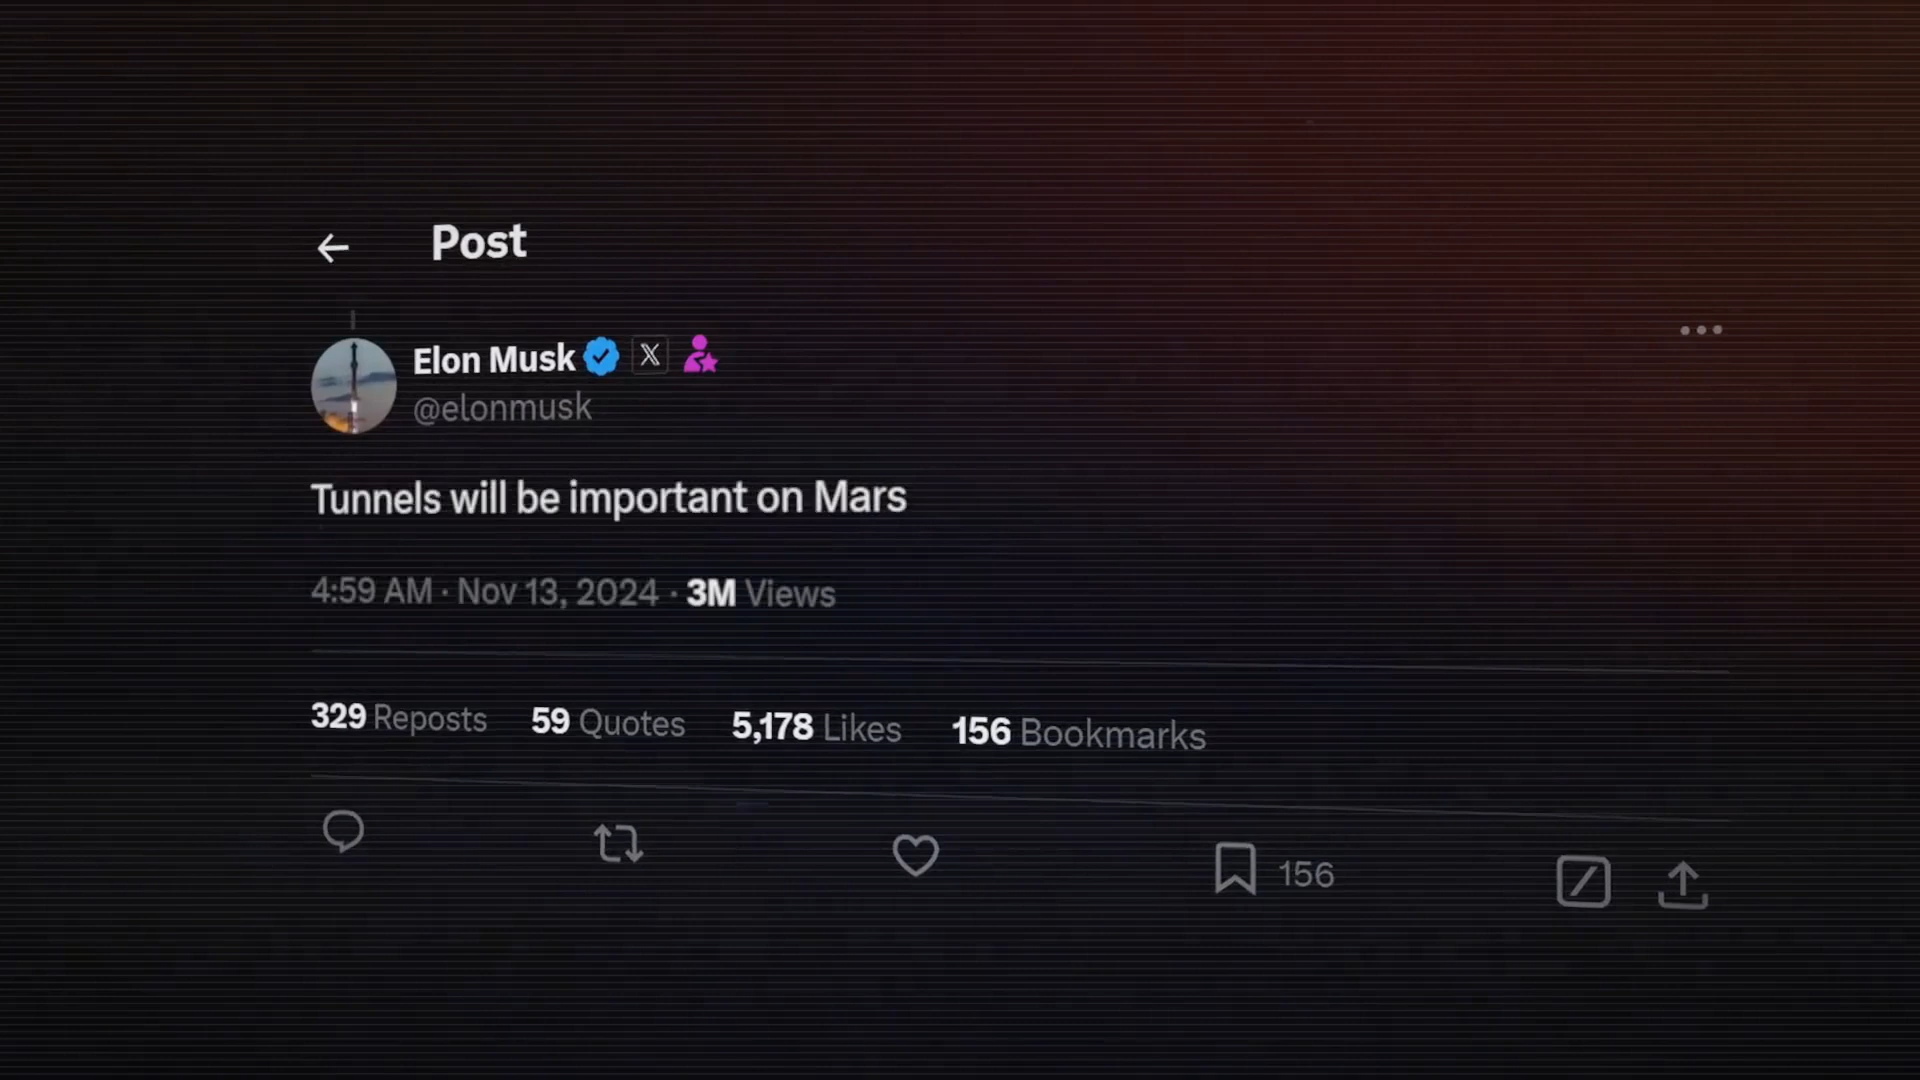 Post
Elon Musk
@elonmusk
Tunnels will be important on Mars
4:59 AM · Nov 13, 2024 · 3M Views
329 Reposts 59 Quotes 5,178 Likes 156 Bookmarks
156